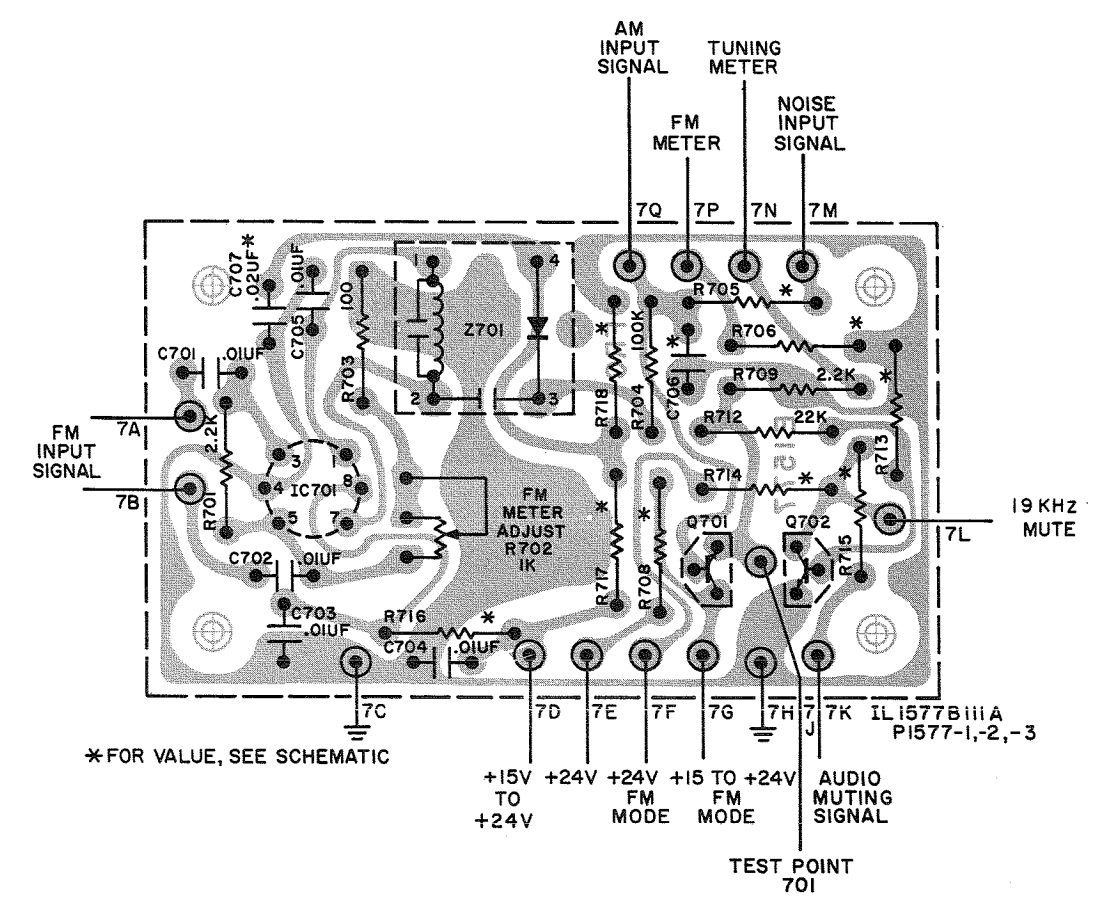 AM
INPUT
SIGNAL
TUNING
METER
FM
METER
NOISE
INPUT
SIGNAL
7Q
7P
7N
7M
C707
.02UF*
.01UF
C705
100
R703
1
4
Z701
2
3
R705
*
R706
*
*
R718
100K
R704
*
C706
R709
2.2K
*
R713
R712
22K
R714
*
*
R715
C701
.01UF
FM
INPUT
SIGNAL
7A
7B
2.2K
R701
3
1
4
IC701
8
5
7
FM
METER
ADJUST
R702
1K
*
R717
*
R708
Q701
Q702
19 KHz
MUTE
7L
C702
.01UF
C703
.01UF
R716
*
C704
.01UF
7C
7D
7E
7F
7G
7H
7
J
7K
IL1577B111A
P1577-1,-2,-3
*FOR VALUE, SEE SCHEMATIC
+15V
TO
+24V
+24V
+24V
FM
MODE
+15 TO +24V
FM
MODE
AUDIO
MUTING
SIGNAL
TEST POINT
701